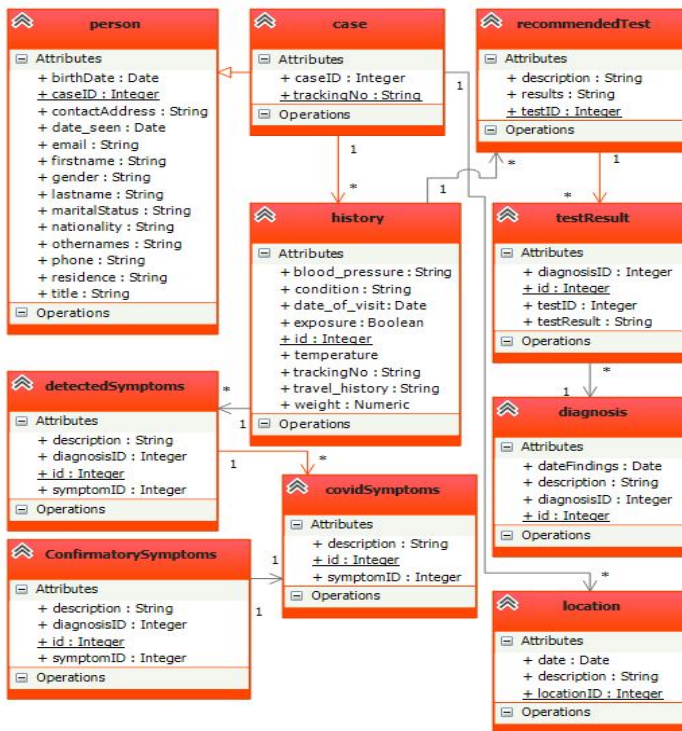 person
Attributes
+ birthDate : Date
+ caseID : Integer
+ contactAddress : String
+ date_seen : Date
+ email : String
+ firstname : String
+ gender : String
+ lastname : String
+ maritalStatus : String
+ nationality : String
+ othernames : String
+ phone : String
+ residence : String
+ title : String
Operations
case
Attributes
+ caseID : Integer
+ trackingNo : String
Operations
recommendedTest
Attributes
+ description : String
+ results : String
+ testID : Integer
Operations
1
1
*
1
*
1
*
history
Attributes
+ blood_pressure : String
+ condition : String
+ date_of_visit: Date
+ exposure : Boolean
+ id : Integer
+ temperature
+ trackingNo : String
+ travel_history : String
+ weight : Numeric
Operations
testResult
Attributes
+ diagnosisID : Integer
+ id : Integer
+ testID : Integer
+ testResult : String
Operations
*
1
*
1
detectedSymptoms
Attributes
+ description : String
+ diagnosisID : Integer
+ id : Integer
+ symptomID : Integer
Operations
1
*
diagnosis
Attributes
+ dateFindings : Date
+ description : String
+ diagnosisID : Integer
+ id : Integer
Operations
covidSymptoms
Attributes
+ description : String
+ id : Integer
+ symptomID : Integer
Operations
ConfirmatorySymptoms
Attributes
+ description : String
+ diagnosisID : Integer
+ id : Integer
+ symptomID : Integer
Operations
1
1
*
location
Attributes
+ date : Date
+ description : String
+ locationID : Integer
Operations